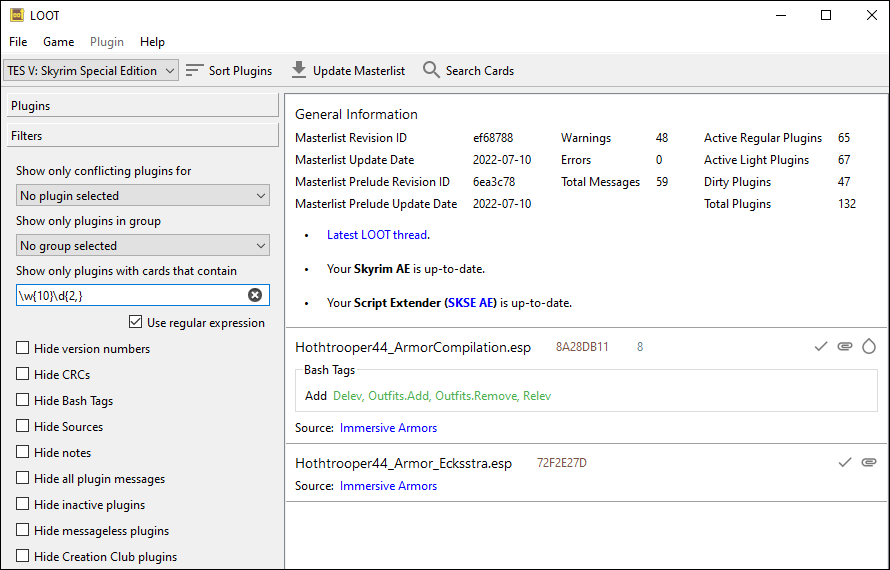 LOOT
File Game Plugin Help
TES V: Skyrim Special Edition Sort Plugins Update Masterlist Search Cards
Plugins
Filters
Show only conflicting plugins for
No plugin selected
Show only plugins in group
No group selected
Show only plugins with cards that contain
\w{10}\d{2,}
Use regular expression
Hide version numbers
Hide CRCs
Hide Bash Tags
Hide Sources
Hide notes
Hide all plugin messages
Hide inactive plugins
Hide messageless plugins
Hide Creation Club plugins
General Information
Masterlist Revision ID ef68788 Warnings 48 Active Regular Plugins 65
Masterlist Update Date 2022-07-10 Errors 0 Active Light Plugins 67
Masterlist Prelude Revision ID 6ea3c78 Total Messages 59 Dirty Plugins 47
Masterlist Prelude Update Date 2022-07-10 Total Plugins 132
• Latest LOOT thread.
• Your Skyrim AE is up-to-date.
• Your Script Extender (SKSE AE) is up-to-date.
Hothtrooper44_ArmorCompilation.esp 8A28DB11 8
Bash Tags
Add Delev, Outfits.Add, Outfits.Remove, Relev
Source: Immersive Armors
Hothtrooper44_Armor_Ecksstra.esp 72F2E27D
Source: Immersive Armors